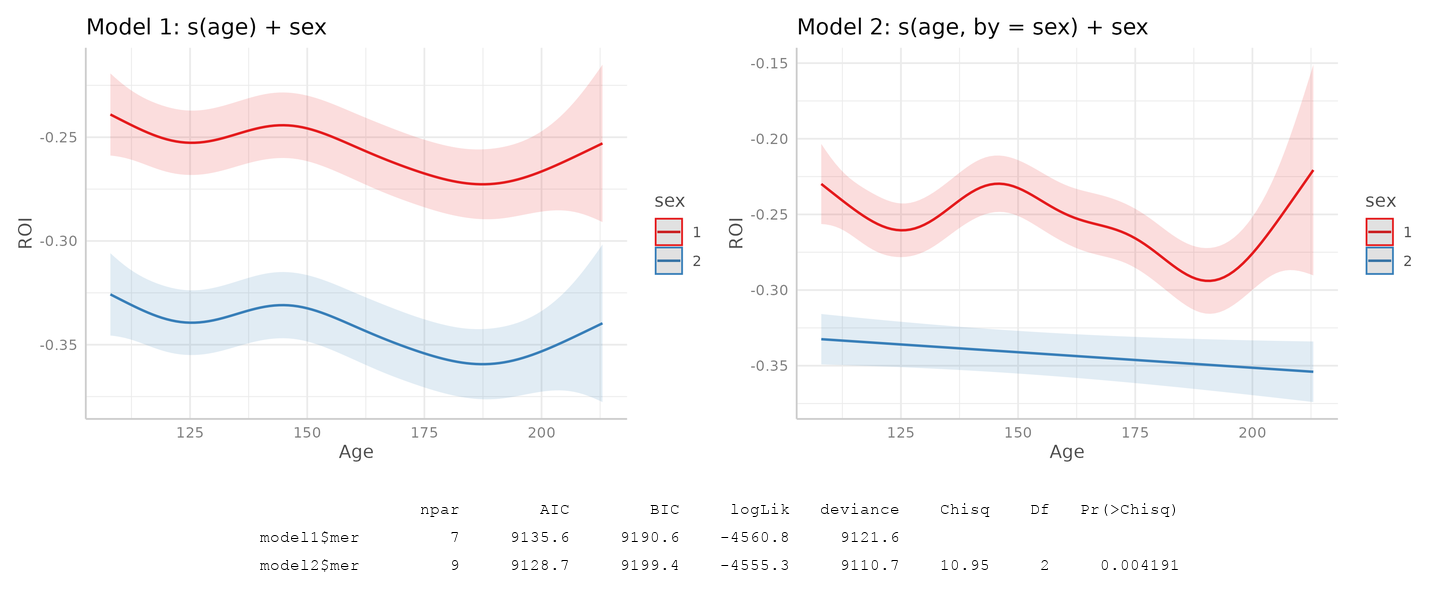 Model 1: s(age) + sex
-0.25
-0.30
-0.35
ROI
125 150 175 200
Age
sex
1
2
Model 2: s(age, by = sex) + sex
-0.15
-0.20
-0.25
-0.30
-0.35
ROI
125 150 175 200
Age
sex
1
2
npar AIC BIC logLik deviance Chisq Df Pr(>Chisq)
model1$mer 7 9135.6 9190.6 -4560.8 9121.6
model2$mer 9 9128.7 9199.4 -4555.3 9110.7 10.95 2 0.004191